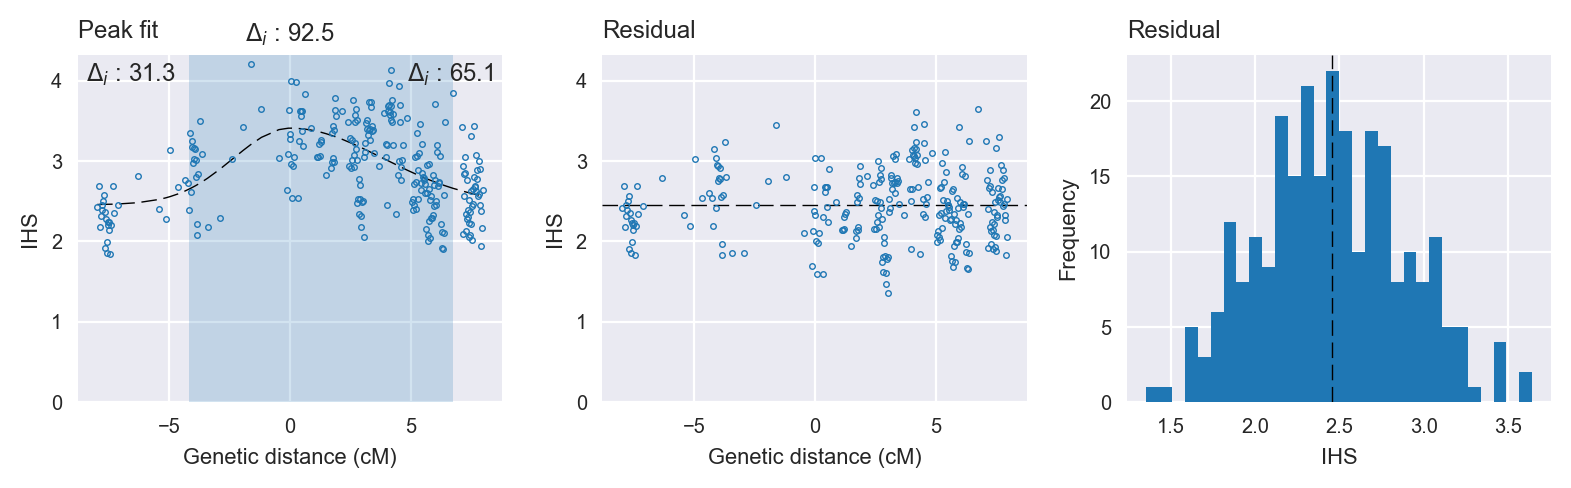 Peak fit
Δi : 92.5
Δi : 31.3
Δi : 65.1
4
3
2
1
0
IHS
−5
0
5
Genetic distance (cM)
Residual
4
3
2
1
0
IHS
−5
0
5
Genetic distance (cM)
Residual
20
15
10
5
0
Frequency
1.5
2.0
2.5
3.0
3.5
IHS